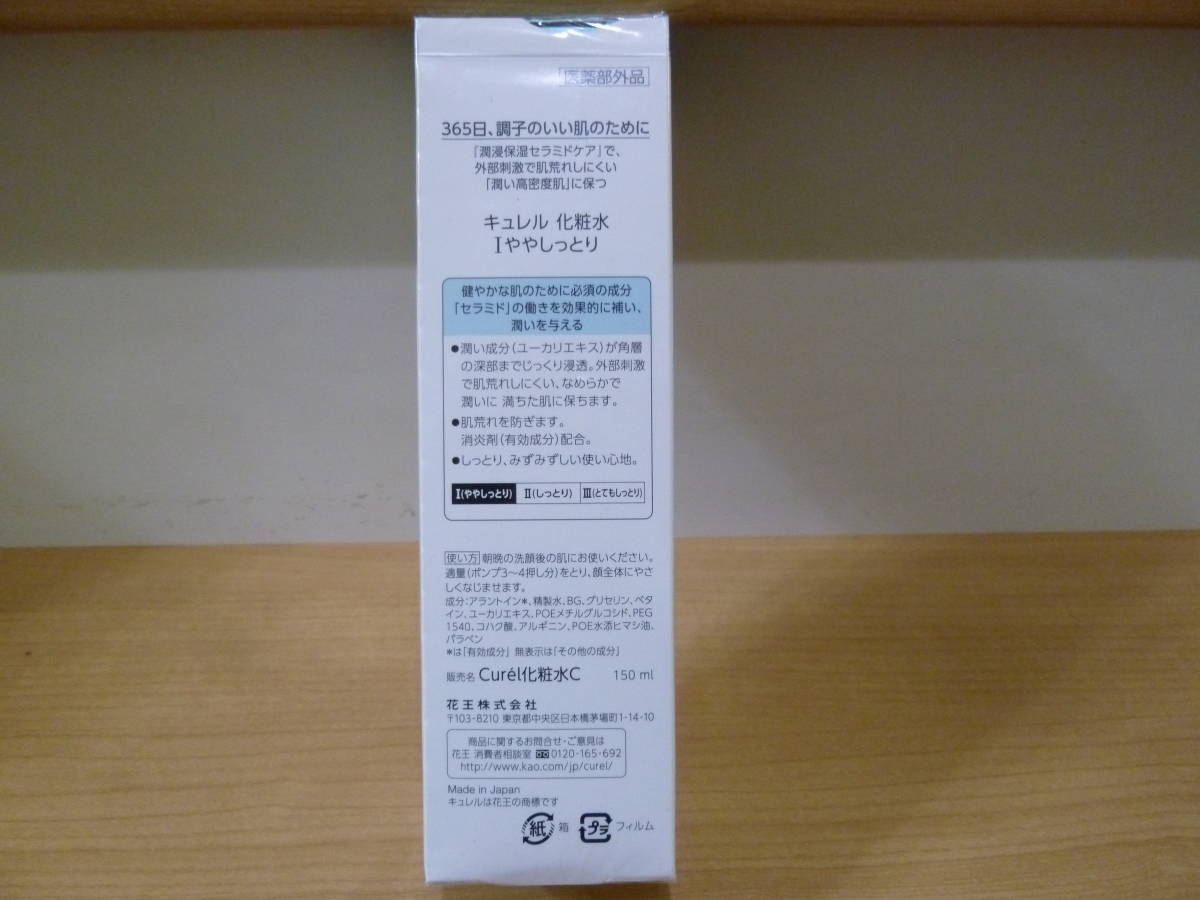 医薬部外品
365日、調子のいい肌のために
『潤浸保湿セラミドケア』で、
外部刺激で肌荒れしにくい
「潤い高密度肌」に保つ
キュレル 化粧水
Iややしっとり
健やかな肌のために必須の成分
「セラミド」の働きを効果的に補い、
潤いを与える
●潤い成分(ユーカリエキス)が角層
の深部までじっくり浸透。外部刺激
で肌荒れしにくい、なめらかで
潤いに 満ちた肌に保ちます。
●肌荒れを防ぎます。
消炎剤(有効成分)配合。
●しっとり、みずみずしい使い心地。
I(ややしっとり) II(しっとり) III(とてもしっとり)
使い方 朝晩の洗顔後の肌にお使いください。
適量(ポンプ3～4押し分)をとり、顔全体にやさ
しくなじませます。
成分:アラントイン*、精製水、BG、グリセリン、ベタ
イン、ユーカリエキス、POEメチルグルコシド、PEG
1540、コハク酸、アルギニン、POE水添ヒマシ油、
パラベン
*は「有効成分」 無表示は「その他の成分」
販売名 Curél化粧水C 150 ml
花王株式会社
〒103-8210 東京都中央区日本橋茅場町1-14-10
商品に関するお問合せ・ご意見は
花王 消費者相談室 0120-165-692
http://www.kao.com/jp/curel/
Made in Japan
キュレルは花王の商標です
紙 箱 プラ フィルム